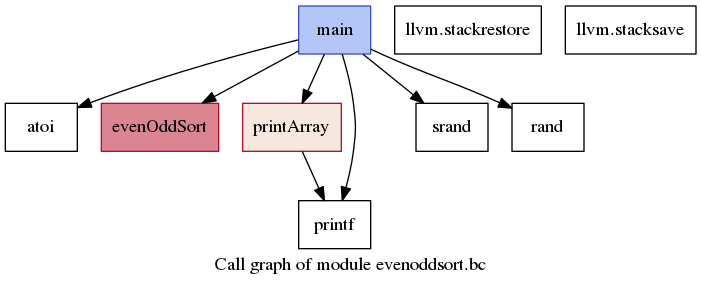 main
llvm.stackrestore
llvm.stacksave
atoi
evenOddSort
printArray
srand
rand
printf
Call graph of module evenoddsort.bc